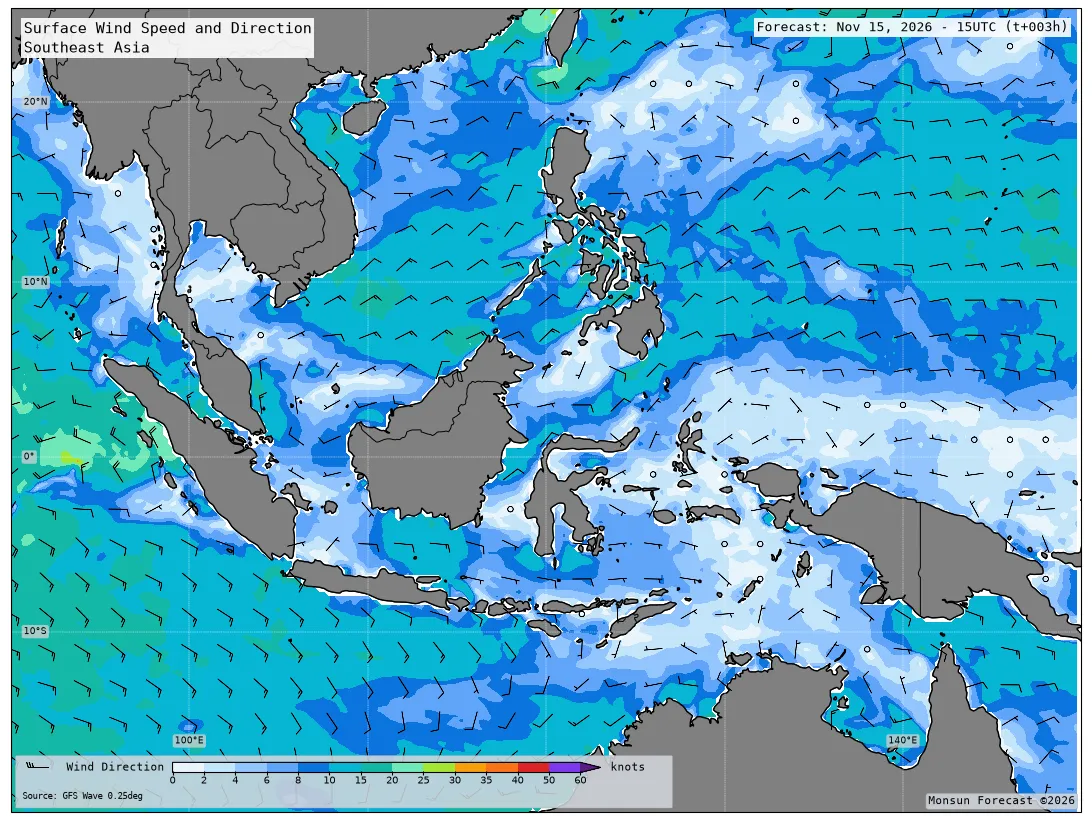 Surface Wind Speed and Direction
Southeast Asia
Forecast: Nov 15, 2026 - 15UTC (t+003h)
20°N
10°N
0°
10°S
100°E
140°E
Wind Direction
knots
0 2 4 6 8 10 15 20 25 30 35 40 50 60
Source: GFS Wave 0.25deg
Monsun Forecast ©2026